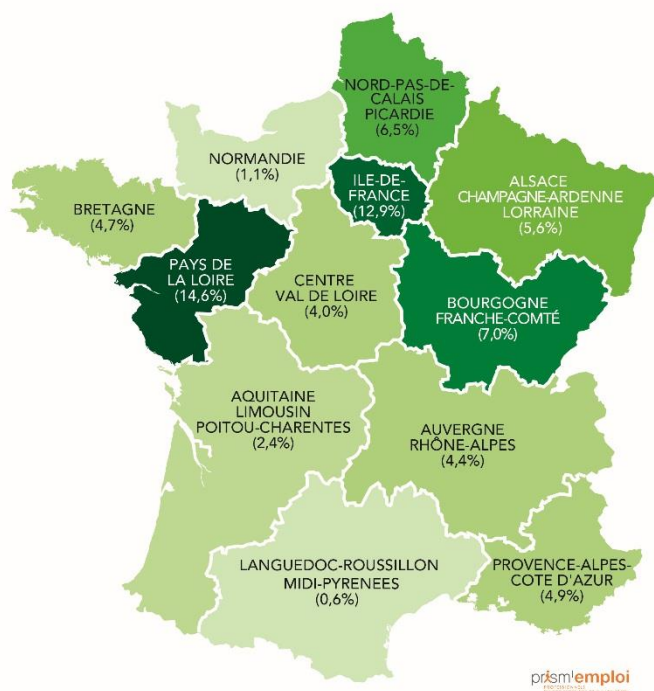 NORD-PAS-DE-
CALAIS
PICARDIE
(6,5%)
NORMANDIE
(1,1%)
ILE-DE-
FRANCE
(12,9%)
ALSACE
CHAMPAGNE-ARDENNE
LORRAINE
(5,6%)
BRETAGNE
(4,7%)
PAYS DE
LA LOIRE
(14,6%)
CENTRE
VAL DE LOIRE
(4,0%)
BOURGOGNE
FRANCHE-COMTÉ
(7,0%)
AQUITAINE
LIMOUSIN
POITOU-CHARENTES
(2,4%)
AUVERGNE
RHÔNE-ALPES
(4,4%)
LANGUEDOC-ROUSSILLON
MIDI-PYRENEES
(0,6%)
PROVENCE-ALPES-
COTE D'AZUR
(4,9%)
prism'emploi